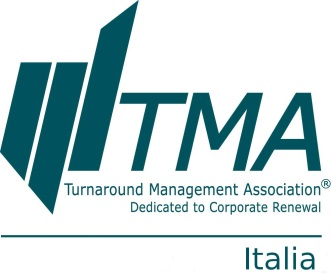 TMA
Turnaround Management Association®
Dedicated to Corporate Renewal
Italia